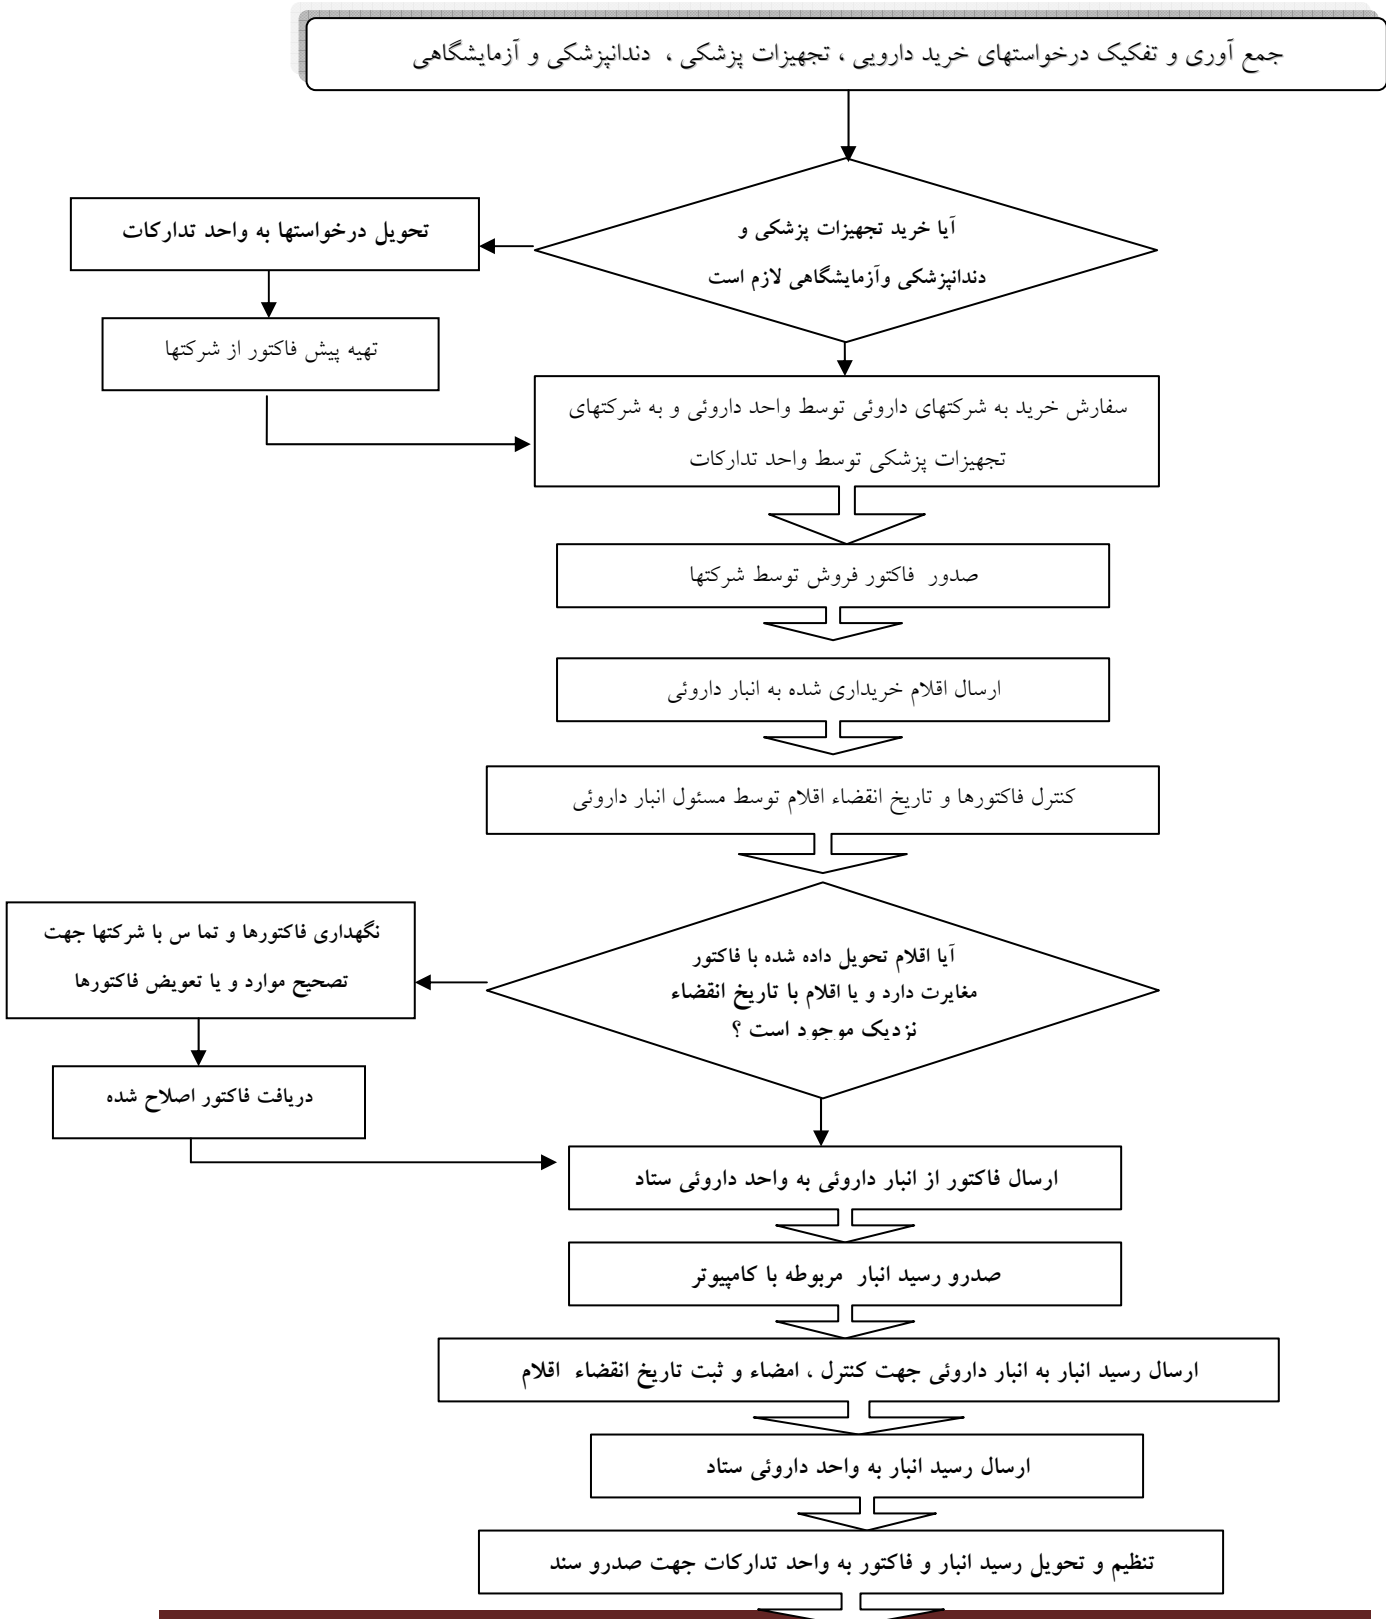 جمع آوری و تفکیک درخواستهای خرید دارویی ، تجهیزات پزشکی ، دندانپزشکی و آزمایشگاهی
آیا خرید تجهیزات پزشکی و
دندانپزشکی وآزمایشگاهی لازم است
تحویل درخواستها به واحد تدارکات
تهیه پیش فاکتور از شرکتها
سفارش خرید به شرکتهای داروئی توسط واحد داروئی و به شرکتهای
تجهیزات پزشکی توسط واحد تدارکات
صدور فاکتور فروش توسط شرکتها
ارسال اقلام خریداری شده به انبار داروئی
کنترل فاکتورها و تاریخ انقضاء اقلام توسط مسئول انبار داروئی
آیا اقلام تحویل داده شده با فاکتور
مغایرت دارد و یا اقلام با تاریخ انقضاء
نزدیک موجود است ؟
نگهداری فاکتورها و تما س با شرکتها جهت
تصحیح موارد و یا تعویض فاکتورها
دریافت فاکتور اصلاح شده
ارسال فاکتور از انبار داروئی به واحد داروئی ستاد
صدرو رسید انبار مربوطه با کامپیوتر
ارسال رسید انبار به انبار داروئی جهت کنترل ، امضاء و ثبت تاریخ انقضاء اقلام
ارسال رسید انبار به واحد داروئی ستاد
تنظیم و تحویل رسید انبار و فاکتور به واحد تدارکات جهت صدرو سند